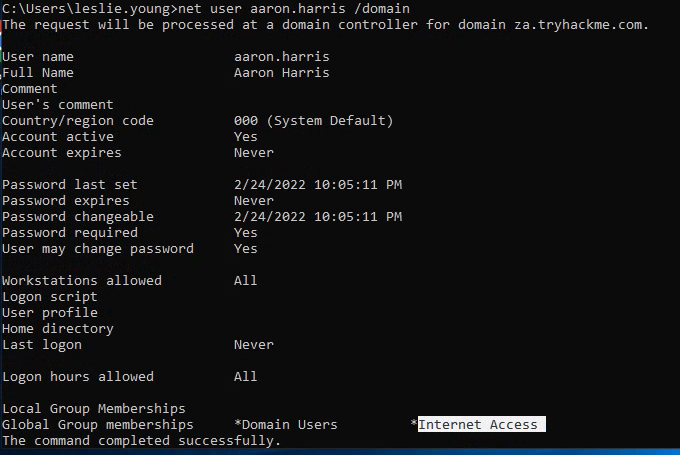 C:\Users\leslie.young>net user aaron.harris /domain
The request will be processed at a domain controller for domain za.tryhackme.com.
User name                    aaron.harris
Full Name                    Aaron Harris
Comment
User's comment
Country/region code          000 (System Default)
Account active               Yes
Account expires              Never
Password last set            2/24/2022 10:05:11 PM
Password expires             Never
Password changeable          2/24/2022 10:05:11 PM
Password required            Yes
User may change password     Yes
Workstations allowed         All
Logon script
User profile
Home directory
Last logon                   Never
Logon hours allowed          All
Local Group Memberships
Global Group memberships     *Domain Users         *Internet Access
The command completed successfully.